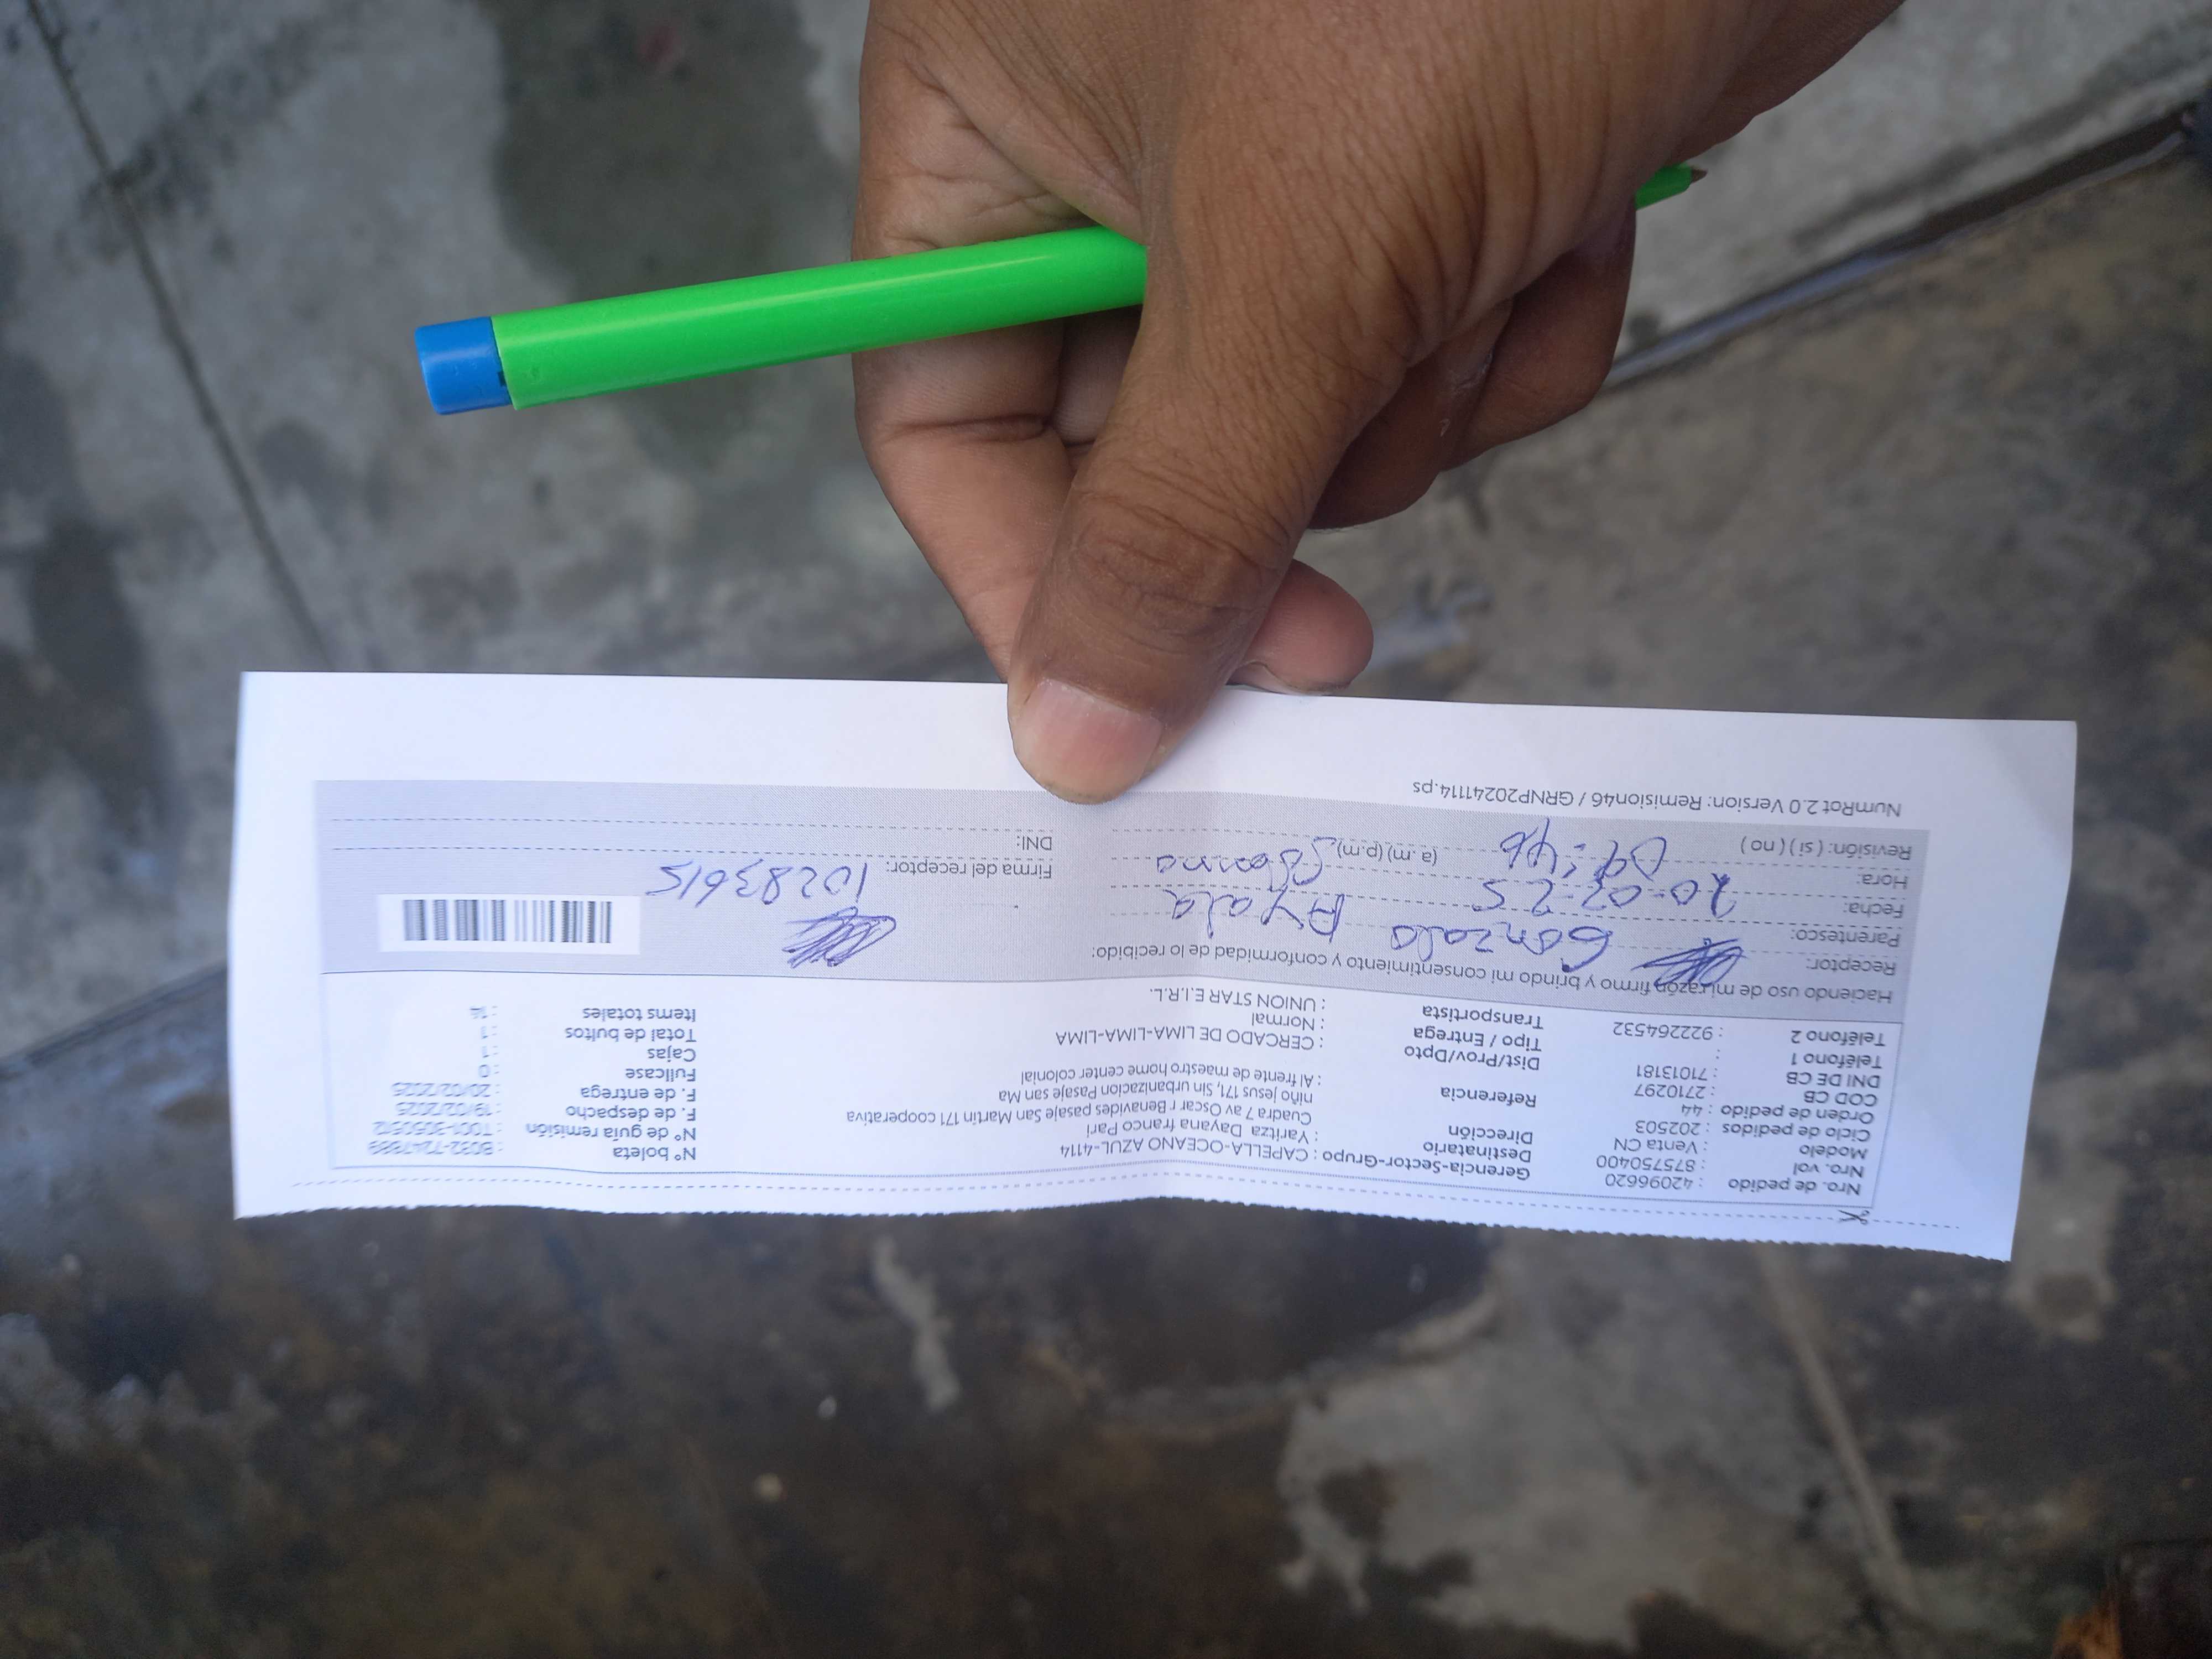 Nro. de pedido : 42096620
Nro. vol : 875750400
Modelo : Venta CN
Ciclo de pedidos : 202503
Orden de pedido : 44
COD CB : 2710297
DNI DE CB : 71013181
Teléfono 1 :
Teléfono 2 : 922264532
Gerencia-Sector-Grupo : CAPELLA-OCEANO AZUL-4114
Destinatario : Yaritza Dayana franco Pari
Dirección Cuadra 7 av Oscar r Benavides pasaje San Martin 171 cooperativa
niño jesus 171, Sin urbanizacion Pasaje san Ma
Referencia : Al frente de maestro home center colonial
Dist/Prov/Dpto : CERCADO DE LIMA-LIMA-LIMA
Tipo / Entrega : Normal
Transportista : UNION STAR E.I.R.L.
N° boleta : B032-7247889
N° de guía remisión
F. de despacho : 19/02/2025
F. de entrega : 20/02/2025
Fullcase : 0
Cajas : 1
Total de bultos : 1
Items totales : 14
Haciendo uso de mi razón firmo y brindo mi consentimiento y conformidad de lo recibido:
Receptor: Gonzalo Ayala
Parentesco:
Fecha: 20-02-25
Hora: 09:46 (a.m) (p.m)
Revisión: ( si ) ( no )
Firma del receptor: 10283615
DNI:
NumRot 2.0 Version: Remision46 / GRNP20241114.ps